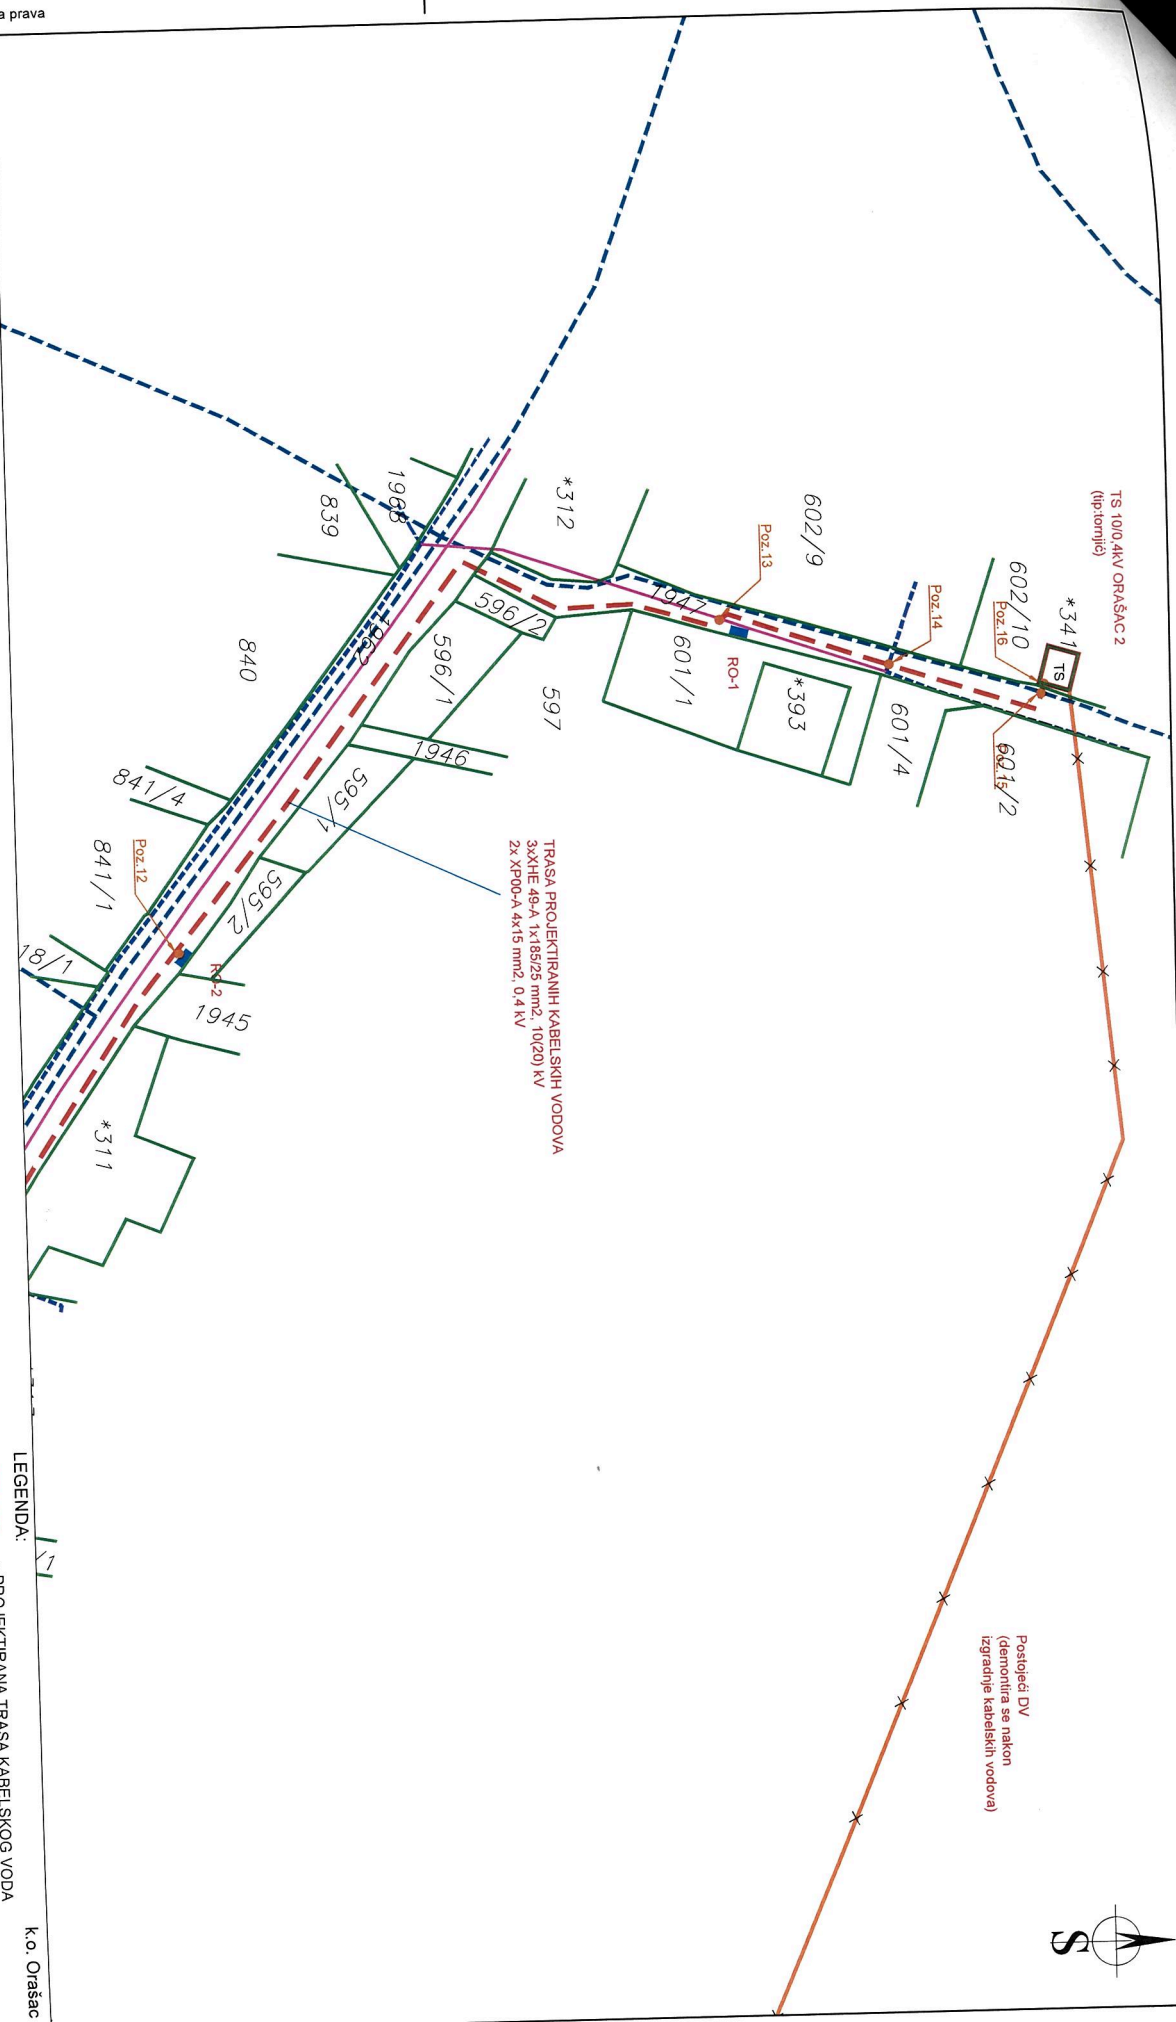 a prava
TS 10/0,4kV ORAŠAC 2
(tip:tornjić)
*341
TS
602/10
Poz.16
601/2
Poz.15
Poz.14
601/4
602/9
Poz.13
*393
RO-1
1947
601/1
*312
597
596/2
596/1
1946
595/1
595/2
TRASA PROJEKTIRANIH KABELSKIH VODOVA
3xXHE 49-A 1x185/25 mm2, 10(20) kV
2x XP00-A 4x15 mm2, 0,4 kV
1968
839
840
841/4
841/1
Poz.12
RO-2
1945
18/1
*311
/1
Postojeći DV
(demontira se nakon
izgradnje kabelskih vodova)
S
LEGENDA:
PROJEKTIRANA TRASA KABELSKOG VODA
k.o. Orašac